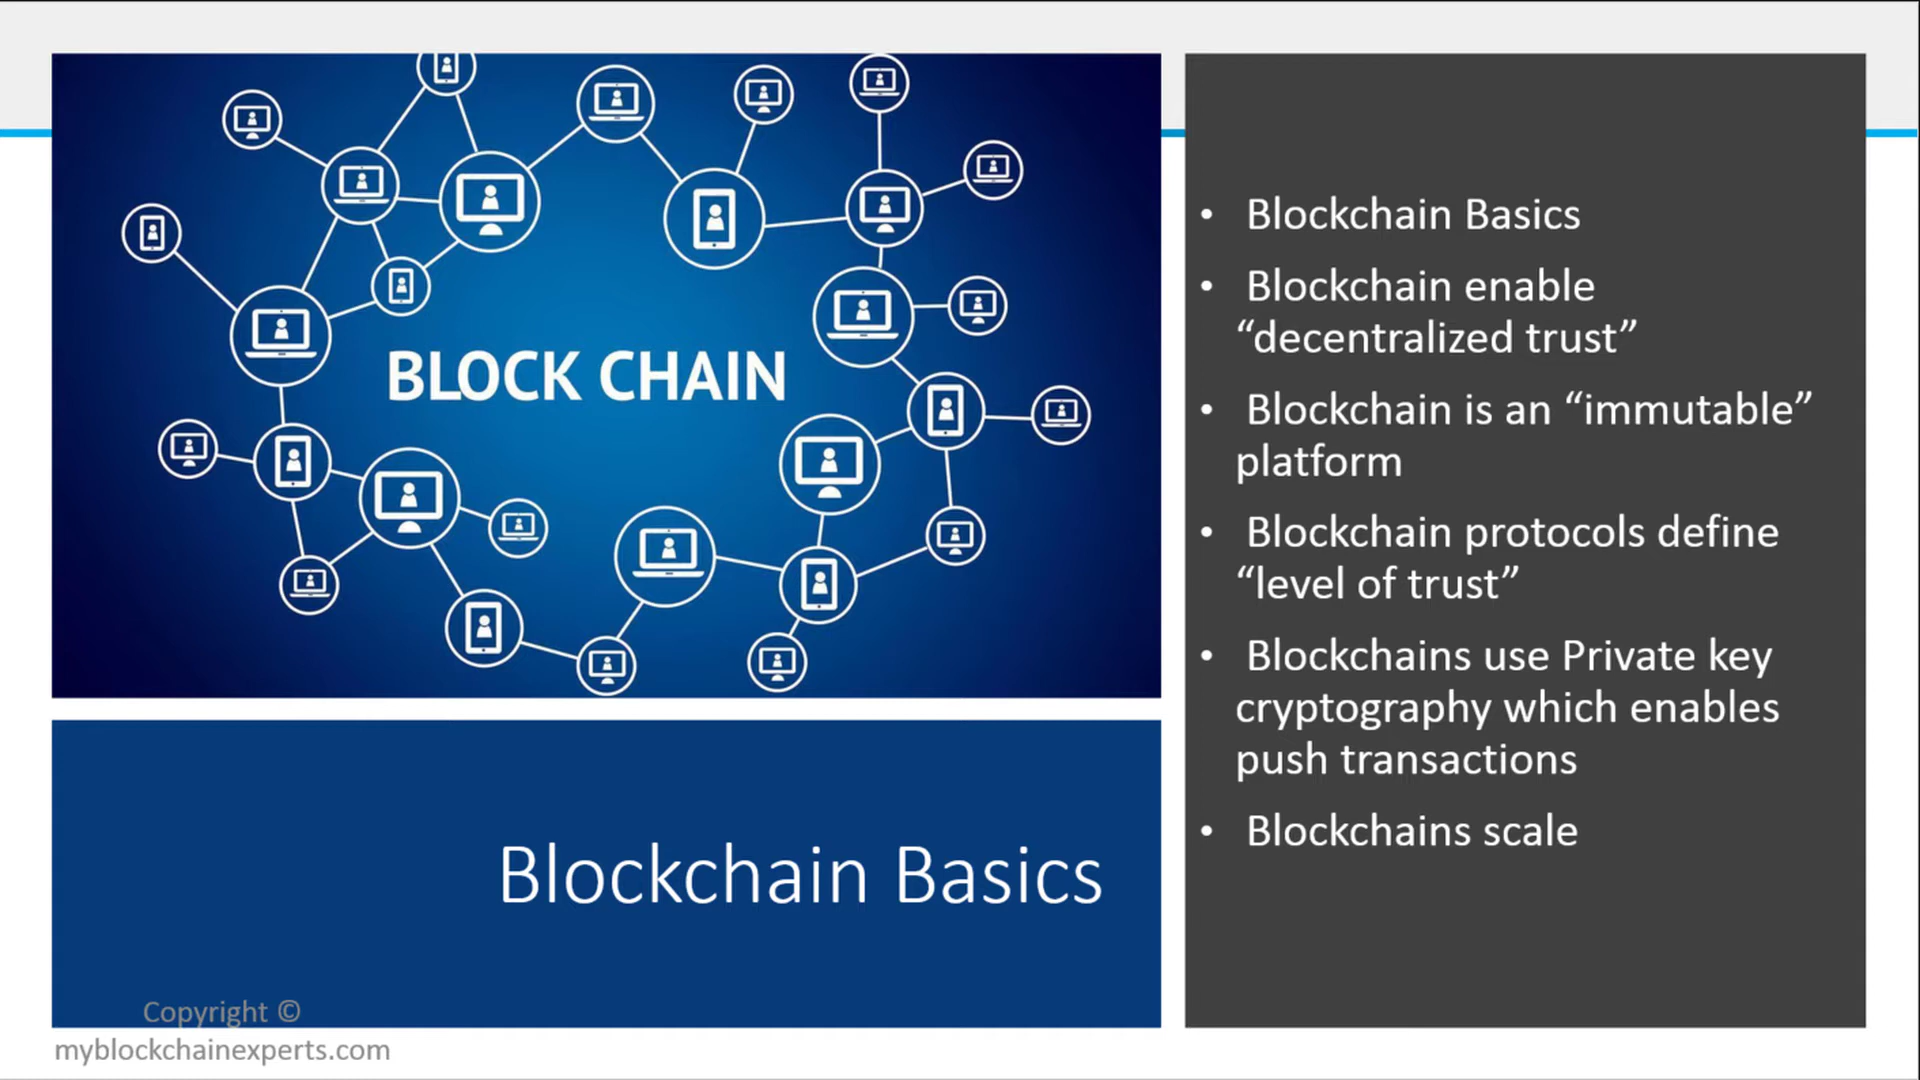 BLOCK CHAIN
Blockchain Basics
Copyright ©
myblockchainexperts.com
• Blockchain Basics
• Blockchain enable
“decentralized trust”
• Blockchain is an “immutable”
platform
• Blockchain protocols define
“level of trust”
• Blockchains use Private key
cryptography which enables
push transactions
• Blockchains scale